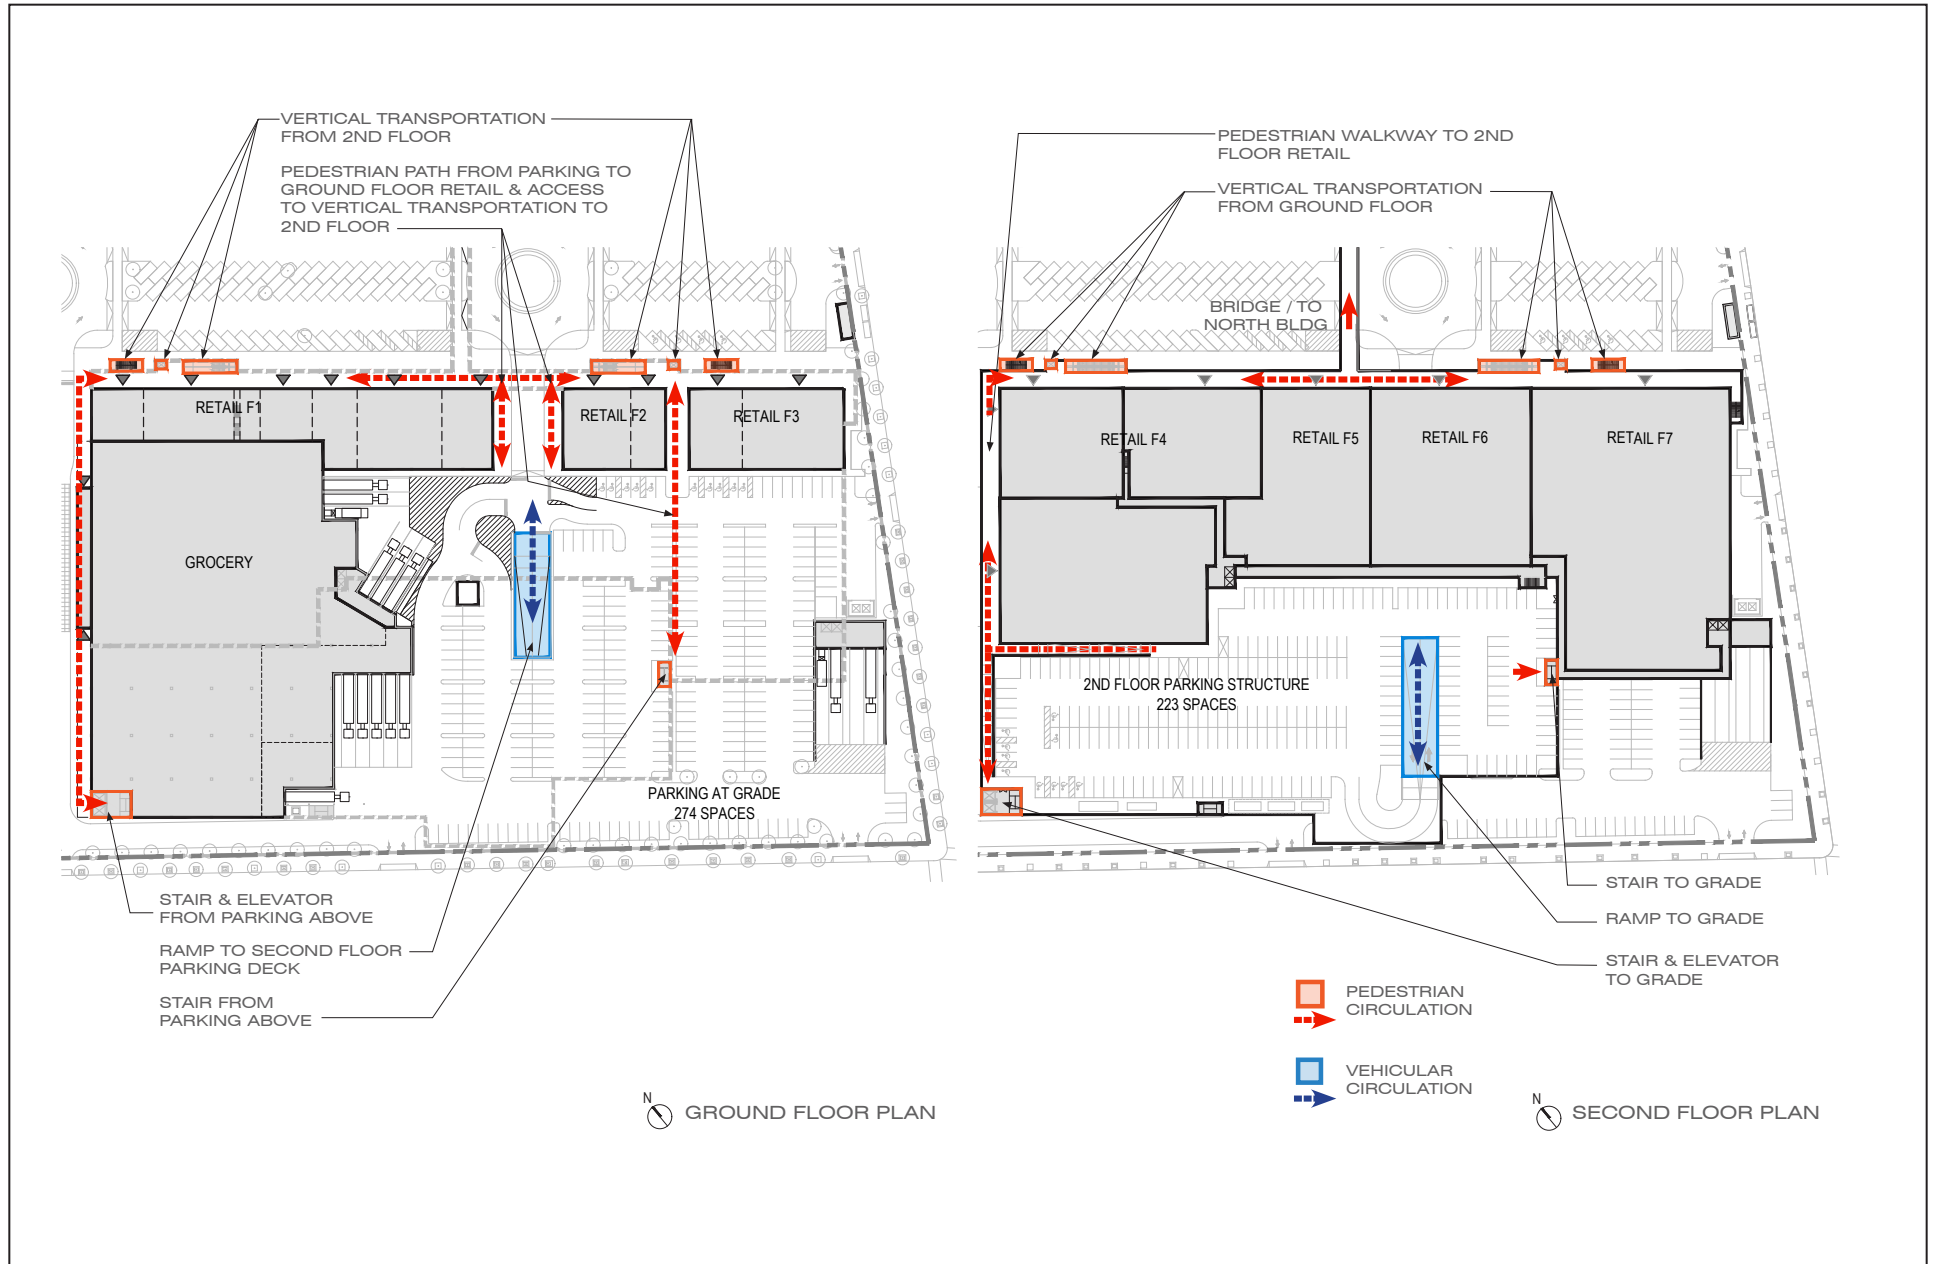 VERTICAL TRANSPORTATION
FROM 2ND FLOOR
PEDESTRIAN PATH FROM PARKING TO
GROUND FLOOR RETAIL & ACCESS
TO VERTICAL TRANSPORTATION TO
2ND FLOOR
RETAIL F1
RETAIL F2
RETAIL F3
GROCERY
PARKING AT GRADE
274 SPACES
STAIR & ELEVATOR
FROM PARKING ABOVE
RAMP TO SECOND FLOOR
PARKING DECK
STAIR FROM
PARKING ABOVE
N
GROUND FLOOR PLAN
PEDESTRIAN WALKWAY TO 2ND
FLOOR RETAIL
VERTICAL TRANSPORTATION
FROM GROUND FLOOR
BRIDGE / TO
NORTH BLDG
RETAIL F4
RETAIL F5
RETAIL F6
RETAIL F7
2ND FLOOR PARKING STRUCTURE
223 SPACES
STAIR TO GRADE
RAMP TO GRADE
STAIR & ELEVATOR
TO GRADE
PEDESTRIAN
CIRCULATION
VEHICULAR
CIRCULATION
N
SECOND FLOOR PLAN